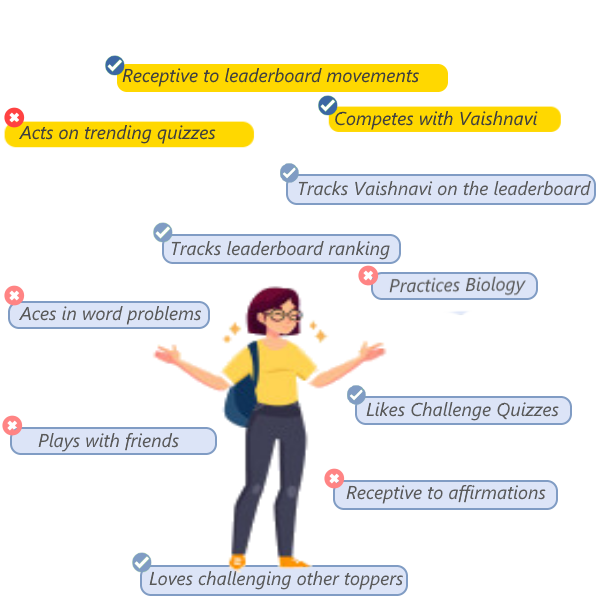 Receptive to leaderboard movements
Competes with Vaishnavi
Acts on trending quizzes
Tracks Vaishnavi on the leaderboard
Tracks leaderboard ranking
Practices Biology
Aces in word problems
Likes Challenge Quizzes
Plays with friends
Receptive to affirmations
Loves challenging other toppers